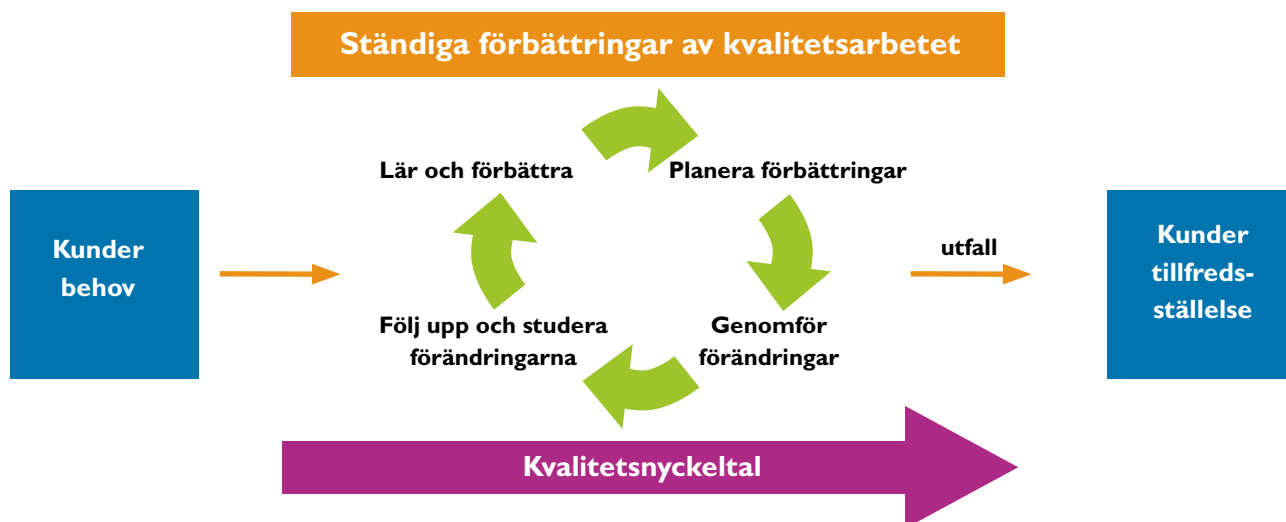 Ständiga förbättringar av kvalitetsarbetet
Lär och förbättra
Planera förbättringar
Kunder
behov
utfall
Kunder
tillfreds-
ställelse
Följ upp och studera
förändringarna
Genomför
förändringar
Kvalitetsnyckeltal